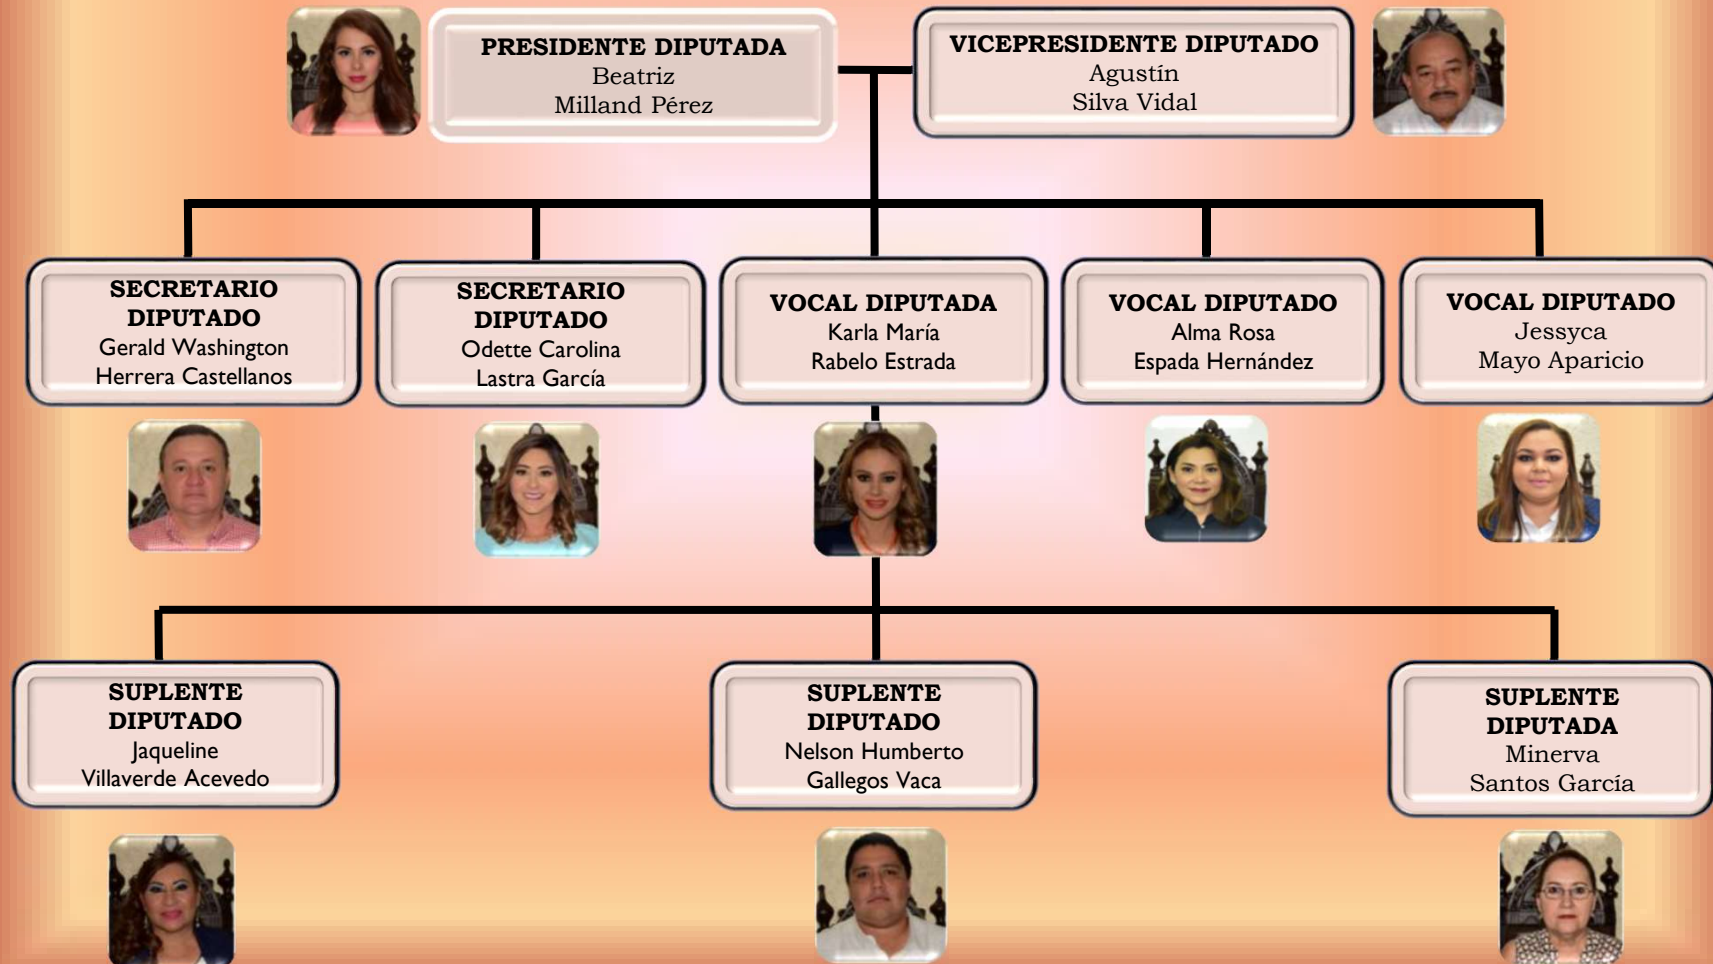 PRESIDENTE DIPUTADA
Beatriz
Milland Pérez
VICEPRESIDENTE DIPUTADO
Agustín
Silva Vidal
SECRETARIO
DIPUTADO
Gerald Washington
Herrera Castellanos
SECRETARIO
DIPUTADO
Odette Carolina
Lastra García
VOCAL DIPUTADA
Karla María
Rabelo Estrada
VOCAL DIPUTADO
Alma Rosa
Espada Hernández
VOCAL DIPUTADO
Jessyca
Mayo Aparicio
SUPLENTE
DIPUTADO
Jaqueline
Villaverde Acevedo
SUPLENTE
DIPUTADO
Nelson Humberto
Gallegos Vaca
SUPLENTE
DIPUTADA
Minerva
Santos García